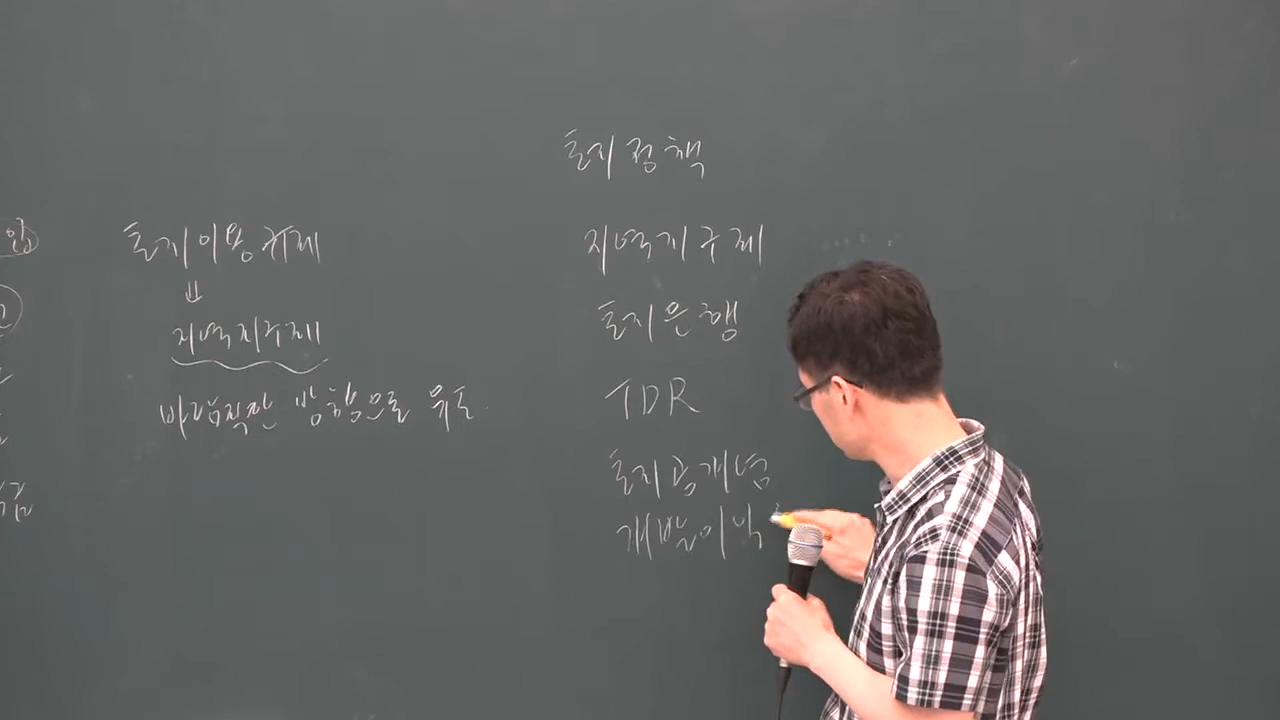 토지이용규제
⇓
지역지구제
바람직한 방향으로 유도
토지정책
지역지구제
토지은행
TDR
토지공개념
개발이익